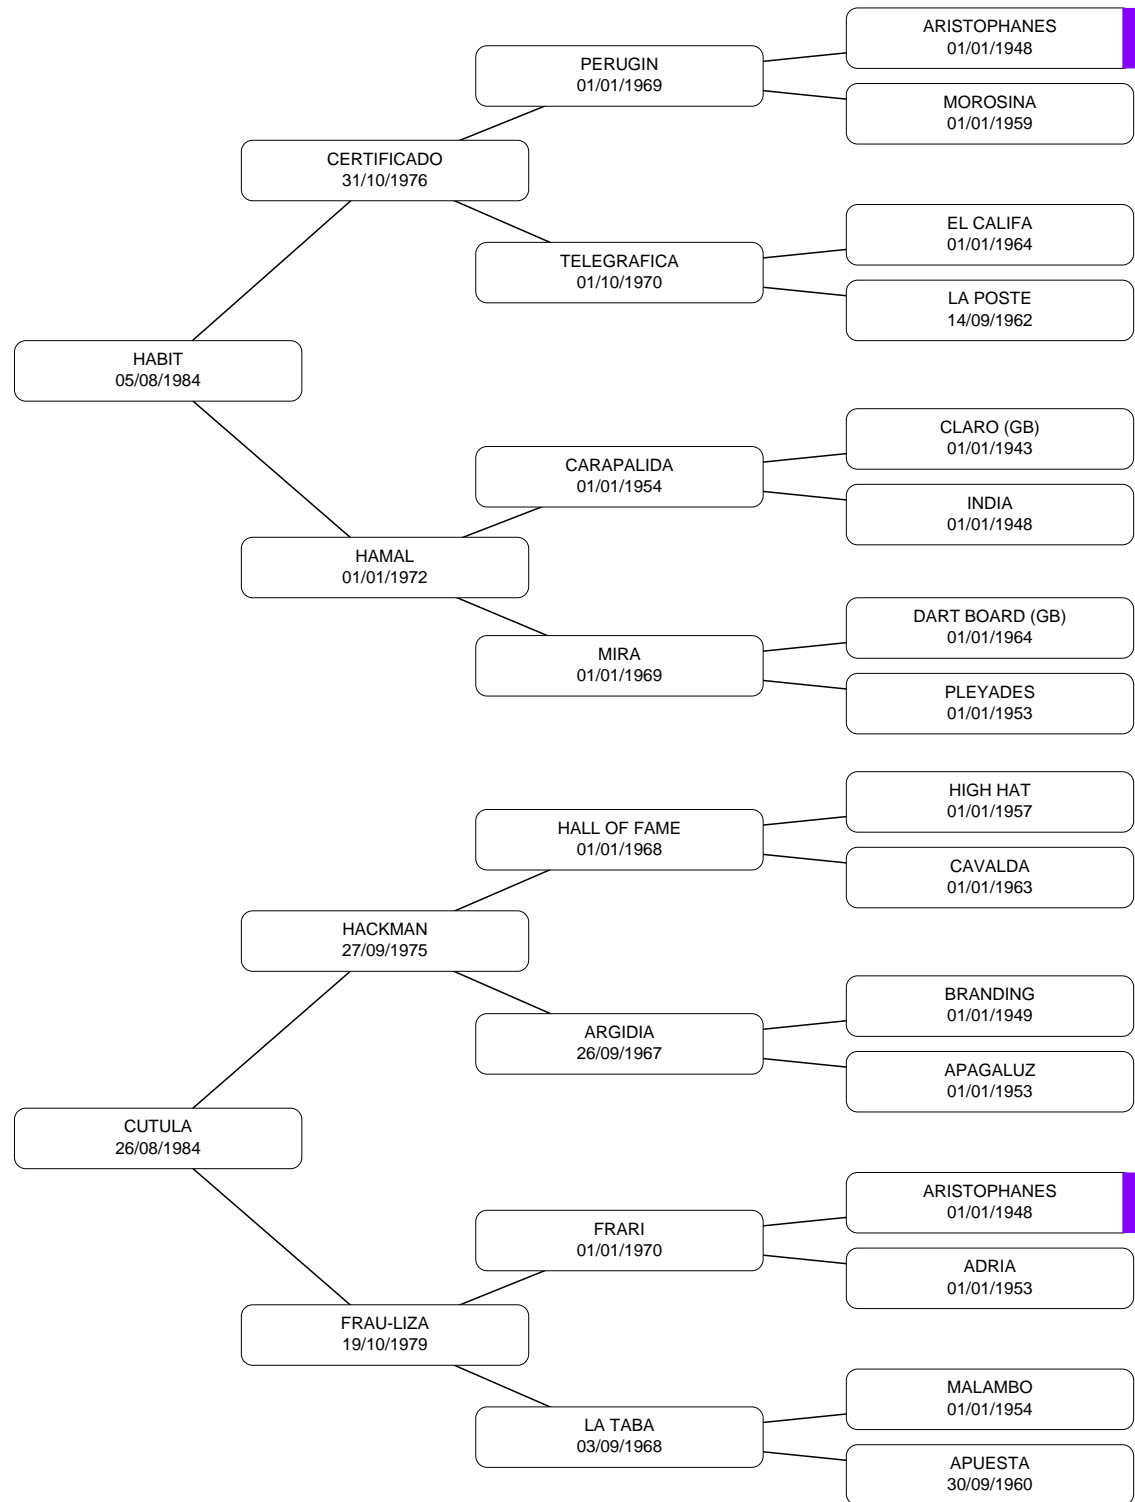 ARISTOPHANES
01/01/1948
PERUGIN
01/01/1969
MOROSINA
01/01/1959
CERTIFICADO
31/10/1976
EL CALIFA
01/01/1964
TELEGRAFICA
01/10/1970
LA POSTE
14/09/1962
HABIT
05/08/1984
CLARO (GB)
01/01/1943
CARAPALIDA
01/01/1954
INDIA
01/01/1948
HAMAL
01/01/1972
DART BOARD (GB)
01/01/1964
MIRA
01/01/1969
PLEYADES
01/01/1953
HIGH HAT
01/01/1957
HALL OF FAME
01/01/1968
CAVALDA
01/01/1963
HACKMAN
27/09/1975
BRANDING
01/01/1949
ARGIDIA
26/09/1967
APAGALUZ
01/01/1953
CUTULA
26/08/1984
ARISTOPHANES
01/01/1948
FRARI
01/01/1970
ADRIA
01/01/1953
FRAU-LIZA
19/10/1979
MALAMBO
01/01/1954
LA TABA
03/09/1968
APUESTA
30/09/1960